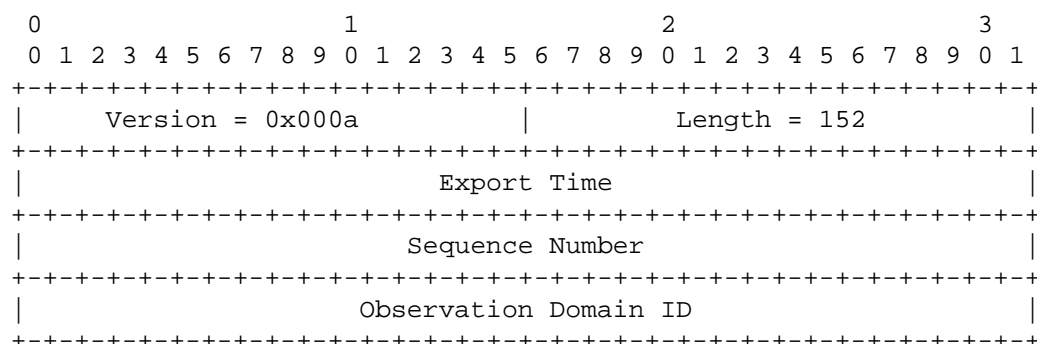 0                   1                   2                   3
 0 1 2 3 4 5 6 7 8 9 0 1 2 3 4 5 6 7 8 9 0 1 2 3 4 5 6 7 8 9 0 1
+-+-+-+-+-+-+-+-+-+-+-+-+-+-+-+-+-+-+-+-+-+-+-+-+-+-+-+-+-+-+-+-+
|     Version = 0x000a          |         Length = 152          |
+-+-+-+-+-+-+-+-+-+-+-+-+-+-+-+-+-+-+-+-+-+-+-+-+-+-+-+-+-+-+-+-+
|                          Export Time                          |
+-+-+-+-+-+-+-+-+-+-+-+-+-+-+-+-+-+-+-+-+-+-+-+-+-+-+-+-+-+-+-+-+
|                        Sequence Number                        |
+-+-+-+-+-+-+-+-+-+-+-+-+-+-+-+-+-+-+-+-+-+-+-+-+-+-+-+-+-+-+-+-+
|                     Observation Domain ID                     |
+-+-+-+-+-+-+-+-+-+-+-+-+-+-+-+-+-+-+-+-+-+-+-+-+-+-+-+-+-+-+-+-+